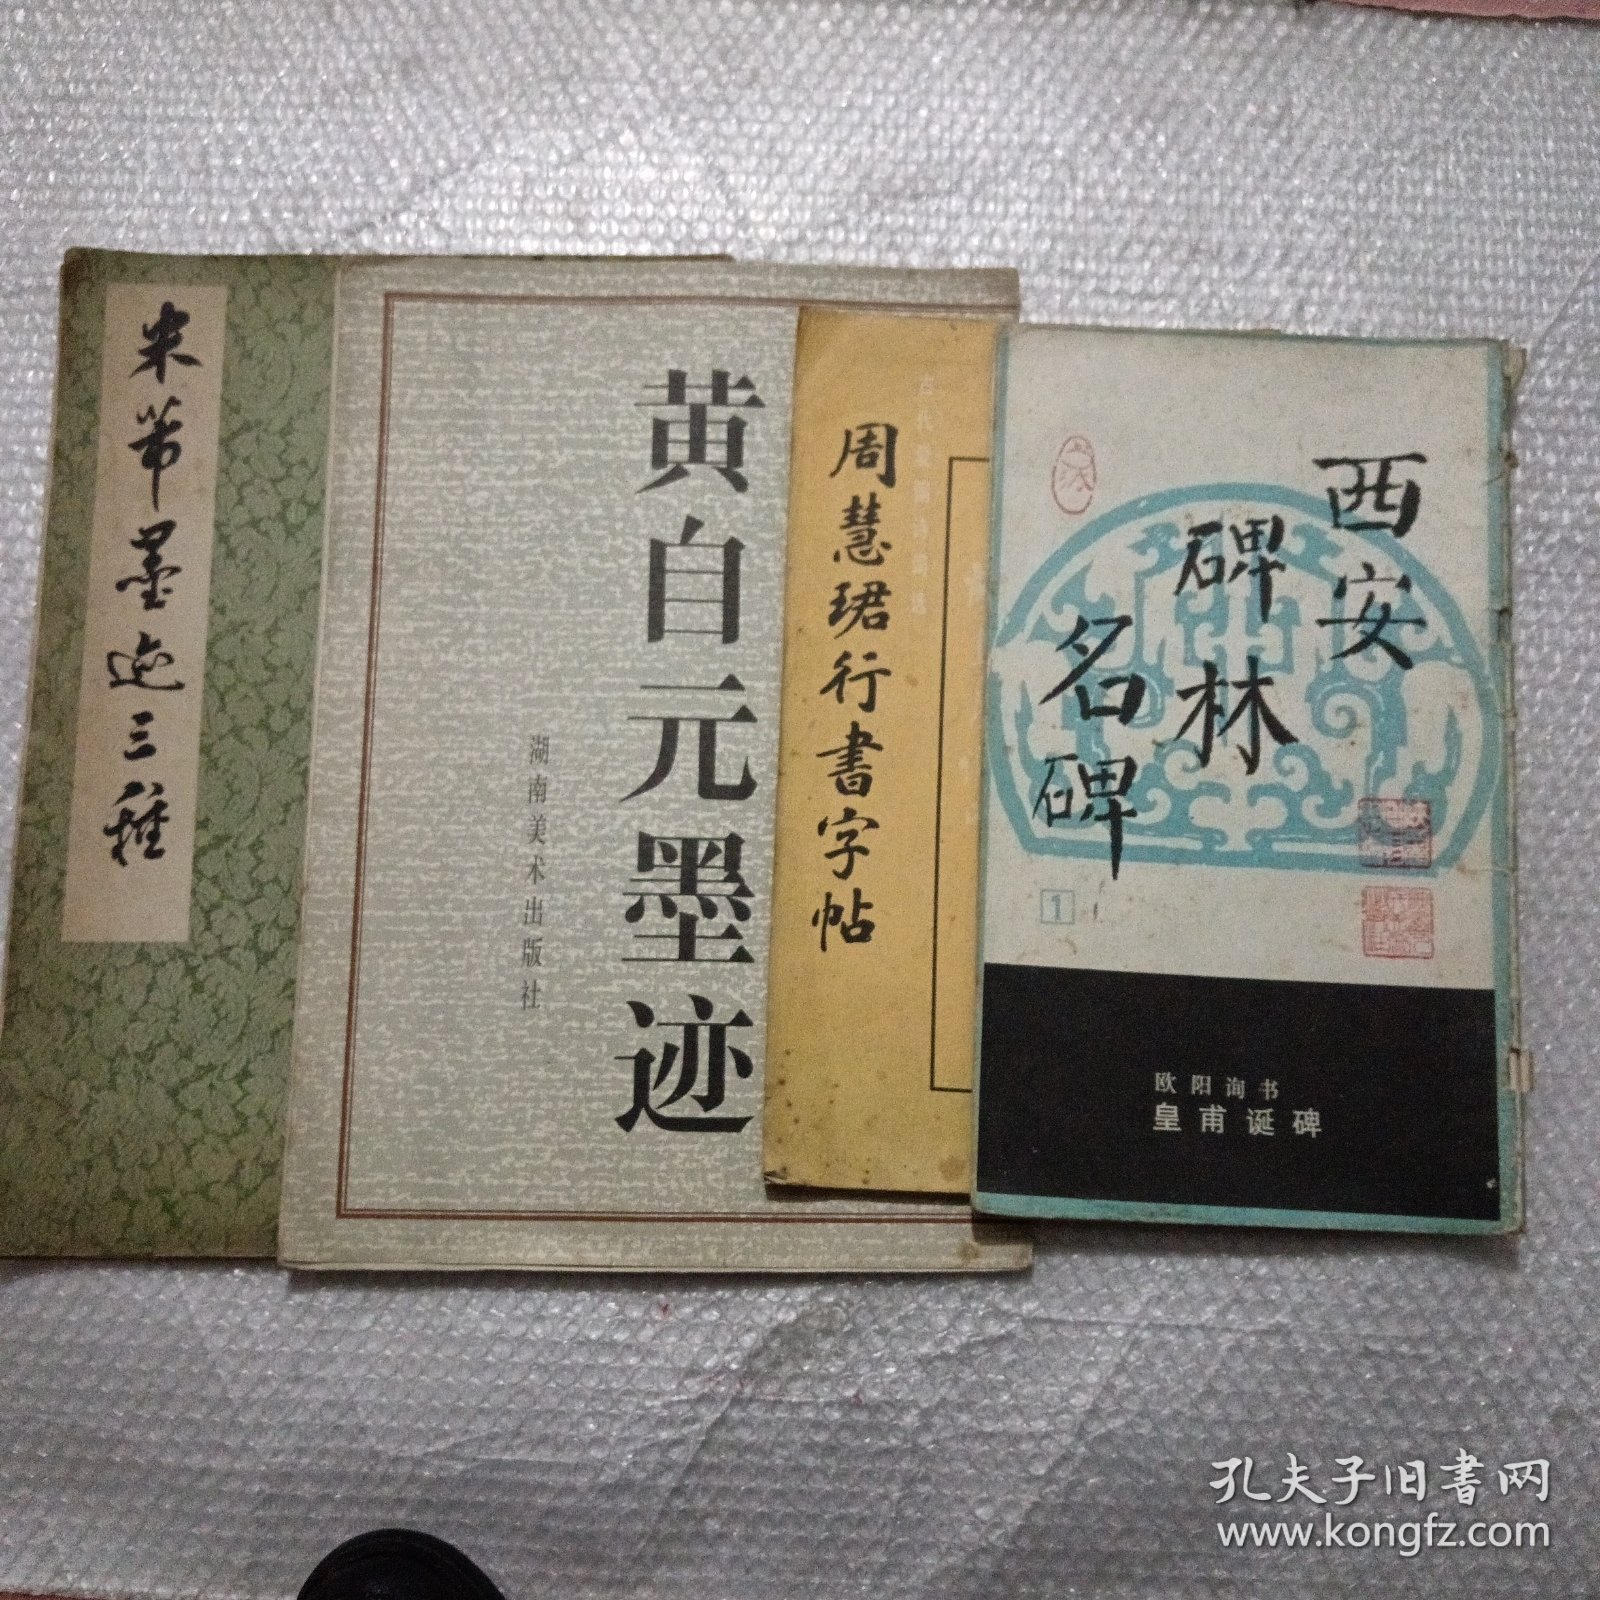 米芾墨迹三种
黄自元墨迹
湖南美术出版社
周慧珺行書字帖
西安
碑林
名碑
1
欧阳询书
皇甫诞碑
孔夫子旧書网
www.kongfz.com